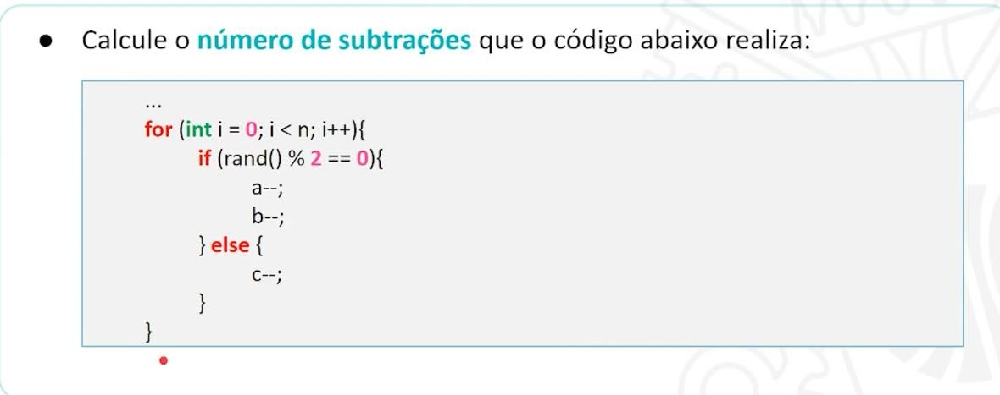 ● Calcule o número de subtrações que o código abaixo realiza:
...
for (int i = 0; i < n; i++){
if (rand() % 2 == 0){
a--;
b--;
} else {
c--;
}
}